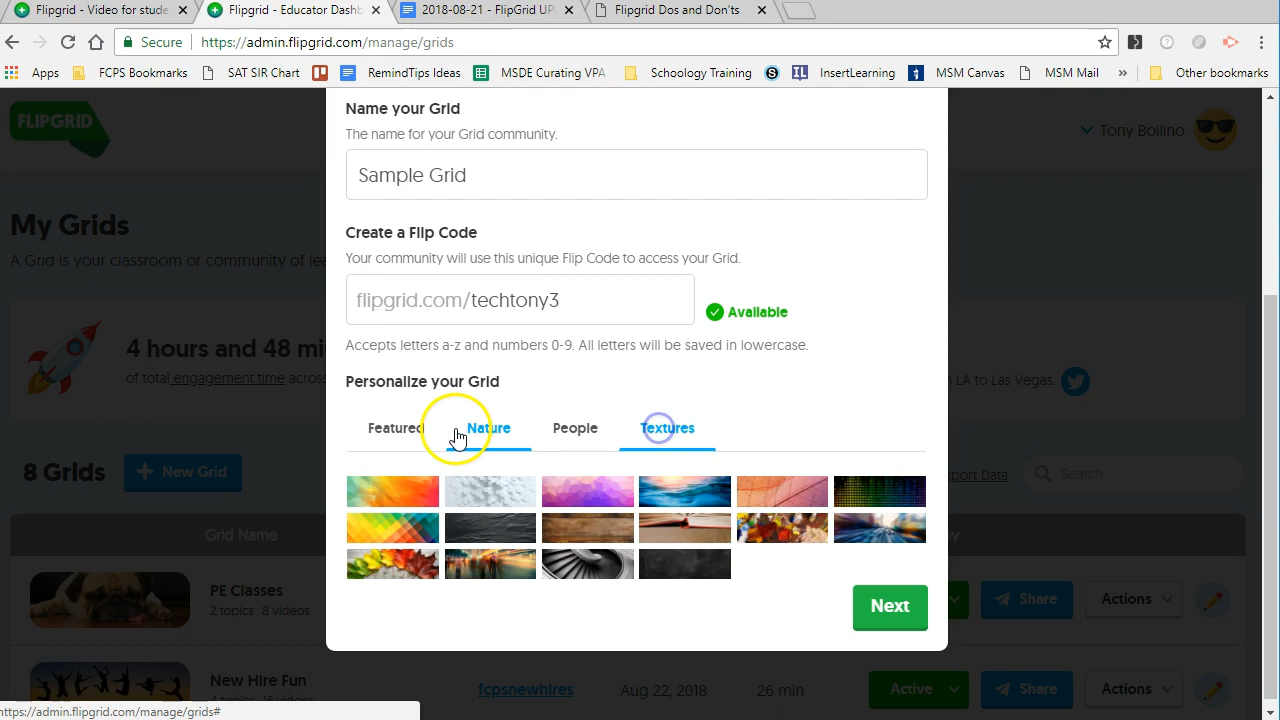 Flipgrid - Video for stude
Flipgrid - Educator Dashb
2018-08-21 - FlipGrid UP
Flipgrid Dos and Don'ts
Secure
https://admin.flipgrid.com/manage/grids
Apps
FCPS Bookmarks
SAT SIR Chart
RemindTips Ideas
MSDE Curating VPA
Schoology Training
InsertLearning
MSM Canvas
MSM Mail
»
Other bookmarks
FLIPGRID
Tony Bollino
Name your Grid
The name for your Grid community.
Sample Grid
My Grids
A Grid is your classroom or community of lea
Create a Flip Code
Your community will use this unique Flip Code to access your Grid.
flipgrid.com/techtony3
Available
Accepts letters a-z and numbers 0-9. All letters will be saved in lowercase.
4 hours and 48 mi
of total engagement time across
LA to Las Vegas.
Personalize your Grid
Featured
Nature
People
Textures
8 Grids
New Grid
port Data
Search
Grid Name
PE Classes
2 topics 8 videos
Share
Actions
Next
New Hire Fun
fcpsnewhires
Aug 22, 2018
26 min
Active
Share
Actions
https://admin.flipgrid.com/manage/grids#